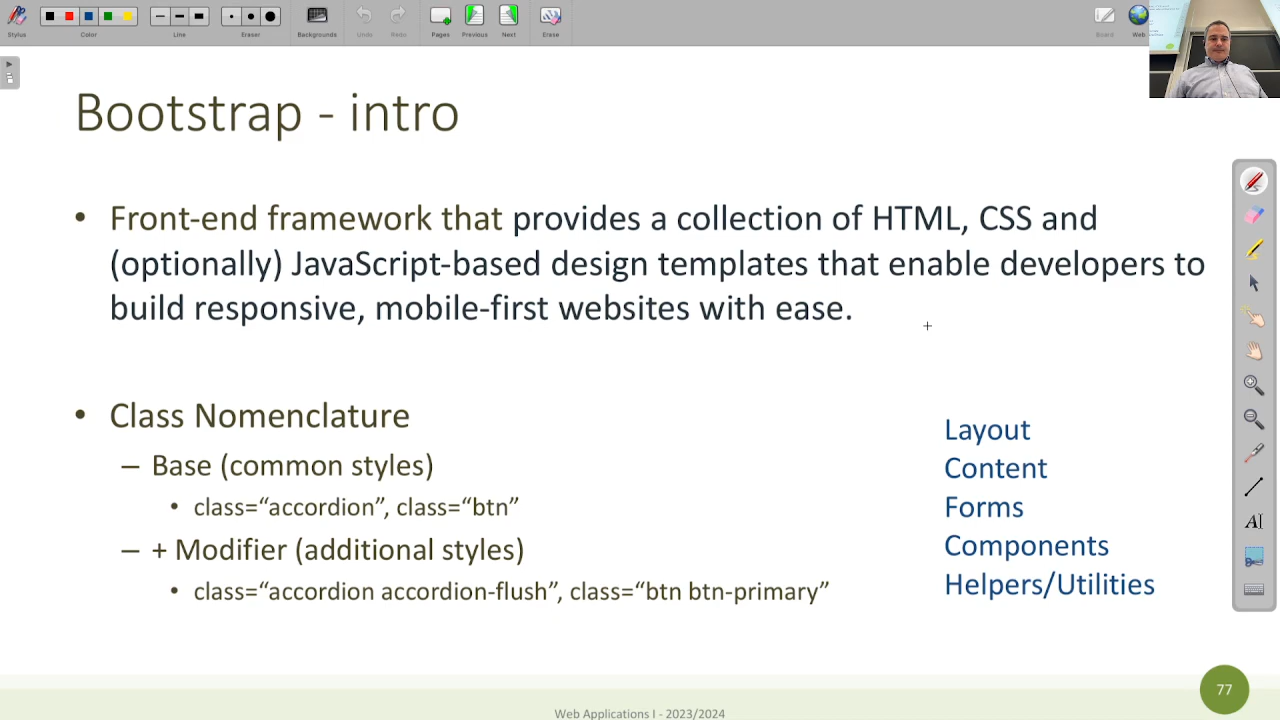 Stylus
Color
Line
Eraser
Backgrounds
Undo
Redo
Pages
Previous
Next
Erase
Board
Web
Bootstrap - intro
• Front-end framework that provides a collection of HTML, CSS and
(optionally) JavaScript-based design templates that enable developers to
build responsive, mobile-first websites with ease.
• Class Nomenclature
– Base (common styles)
• class=“accordion”, class=“btn”
– + Modifier (additional styles)
• class=“accordion accordion-flush”, class=“btn btn-primary”
Layout
Content
Forms
Components
Helpers/Utilities
AI
77
Web Applications I - 2023/2024